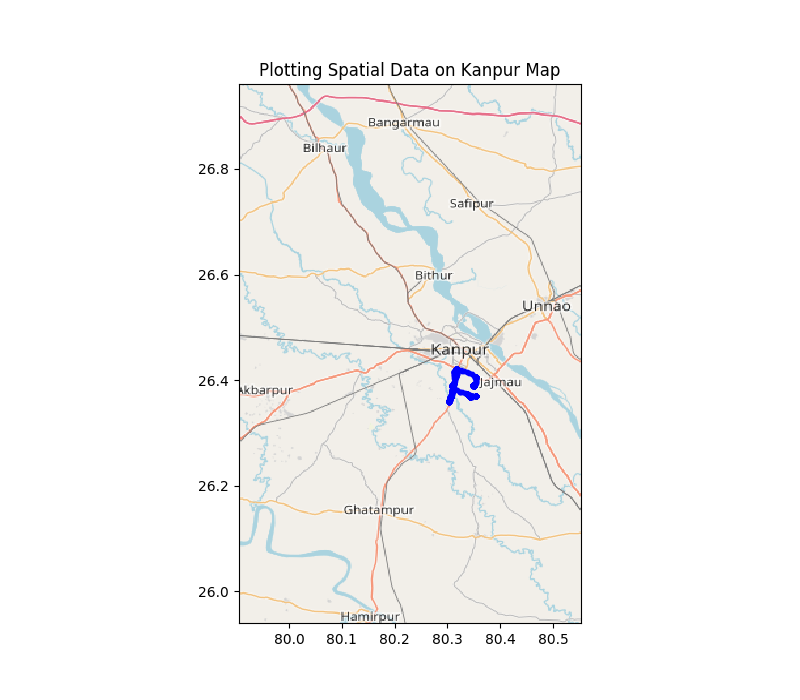 Plotting Spatial Data on Kanpur Map
Bangarmau
Bilhaur
26.8
Safipur
Bithur
26.6
Unnao
Kanpur
26.4
Jajmau
Akbarpur
26.2
Ghatampur
26.0
Hamirpur
80.0 80.1 80.2 80.3 80.4 80.5